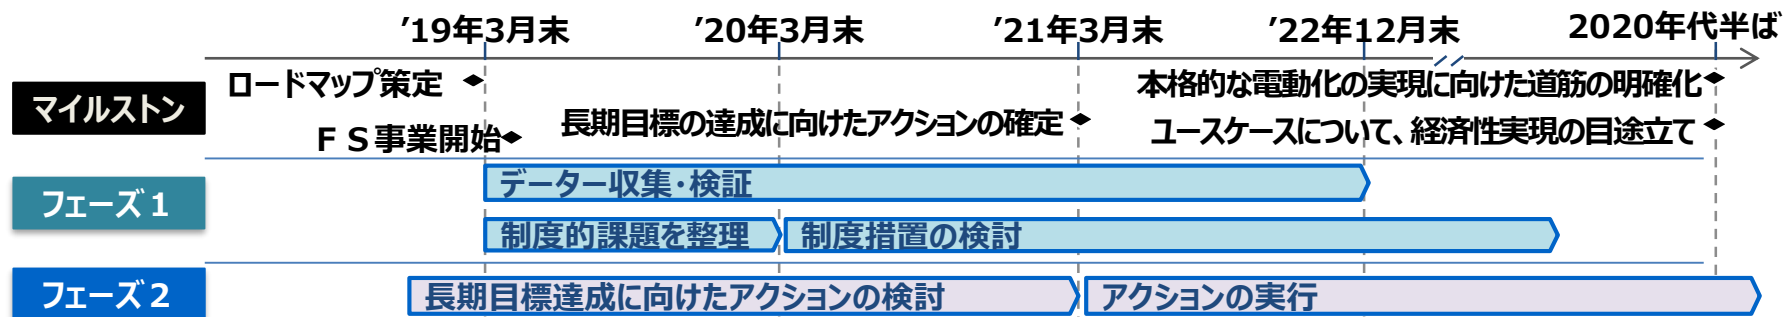 ’19年3月末 ’20年3月末 ’21年3月末 ’22年12月末 2020年代半ば
マイルストン
ロードマップ策定
本格的な電動化の実現に向けた道筋の明確化
長期目標の達成に向けたアクションの確定
ＦＳ事業開始
ユースケースについて、経済性実現の目途立て
フェーズ１
データー収集・検証
制度的課題を整理 制度措置の検討
フェーズ２
長期目標達成に向けたアクションの検討 アクションの実行